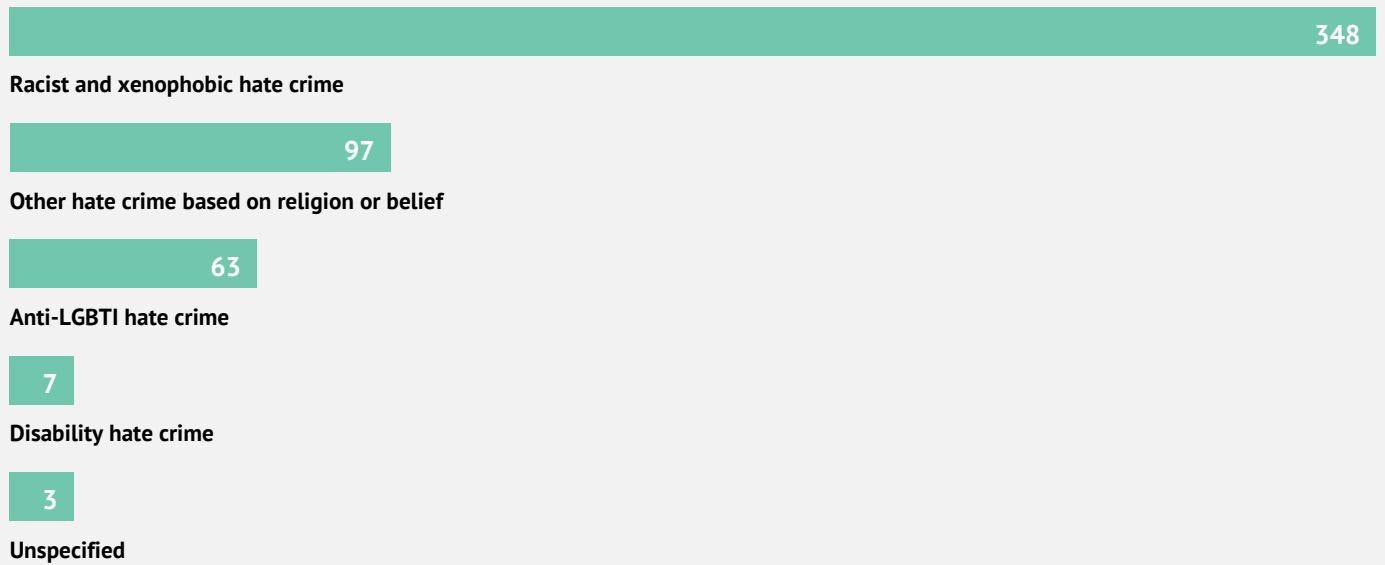 348
Racist and xenophobic hate crime
97
Other hate crime based on religion or belief
63
Anti-LGBTI hate crime
7
Disability hate crime
3
Unspecified